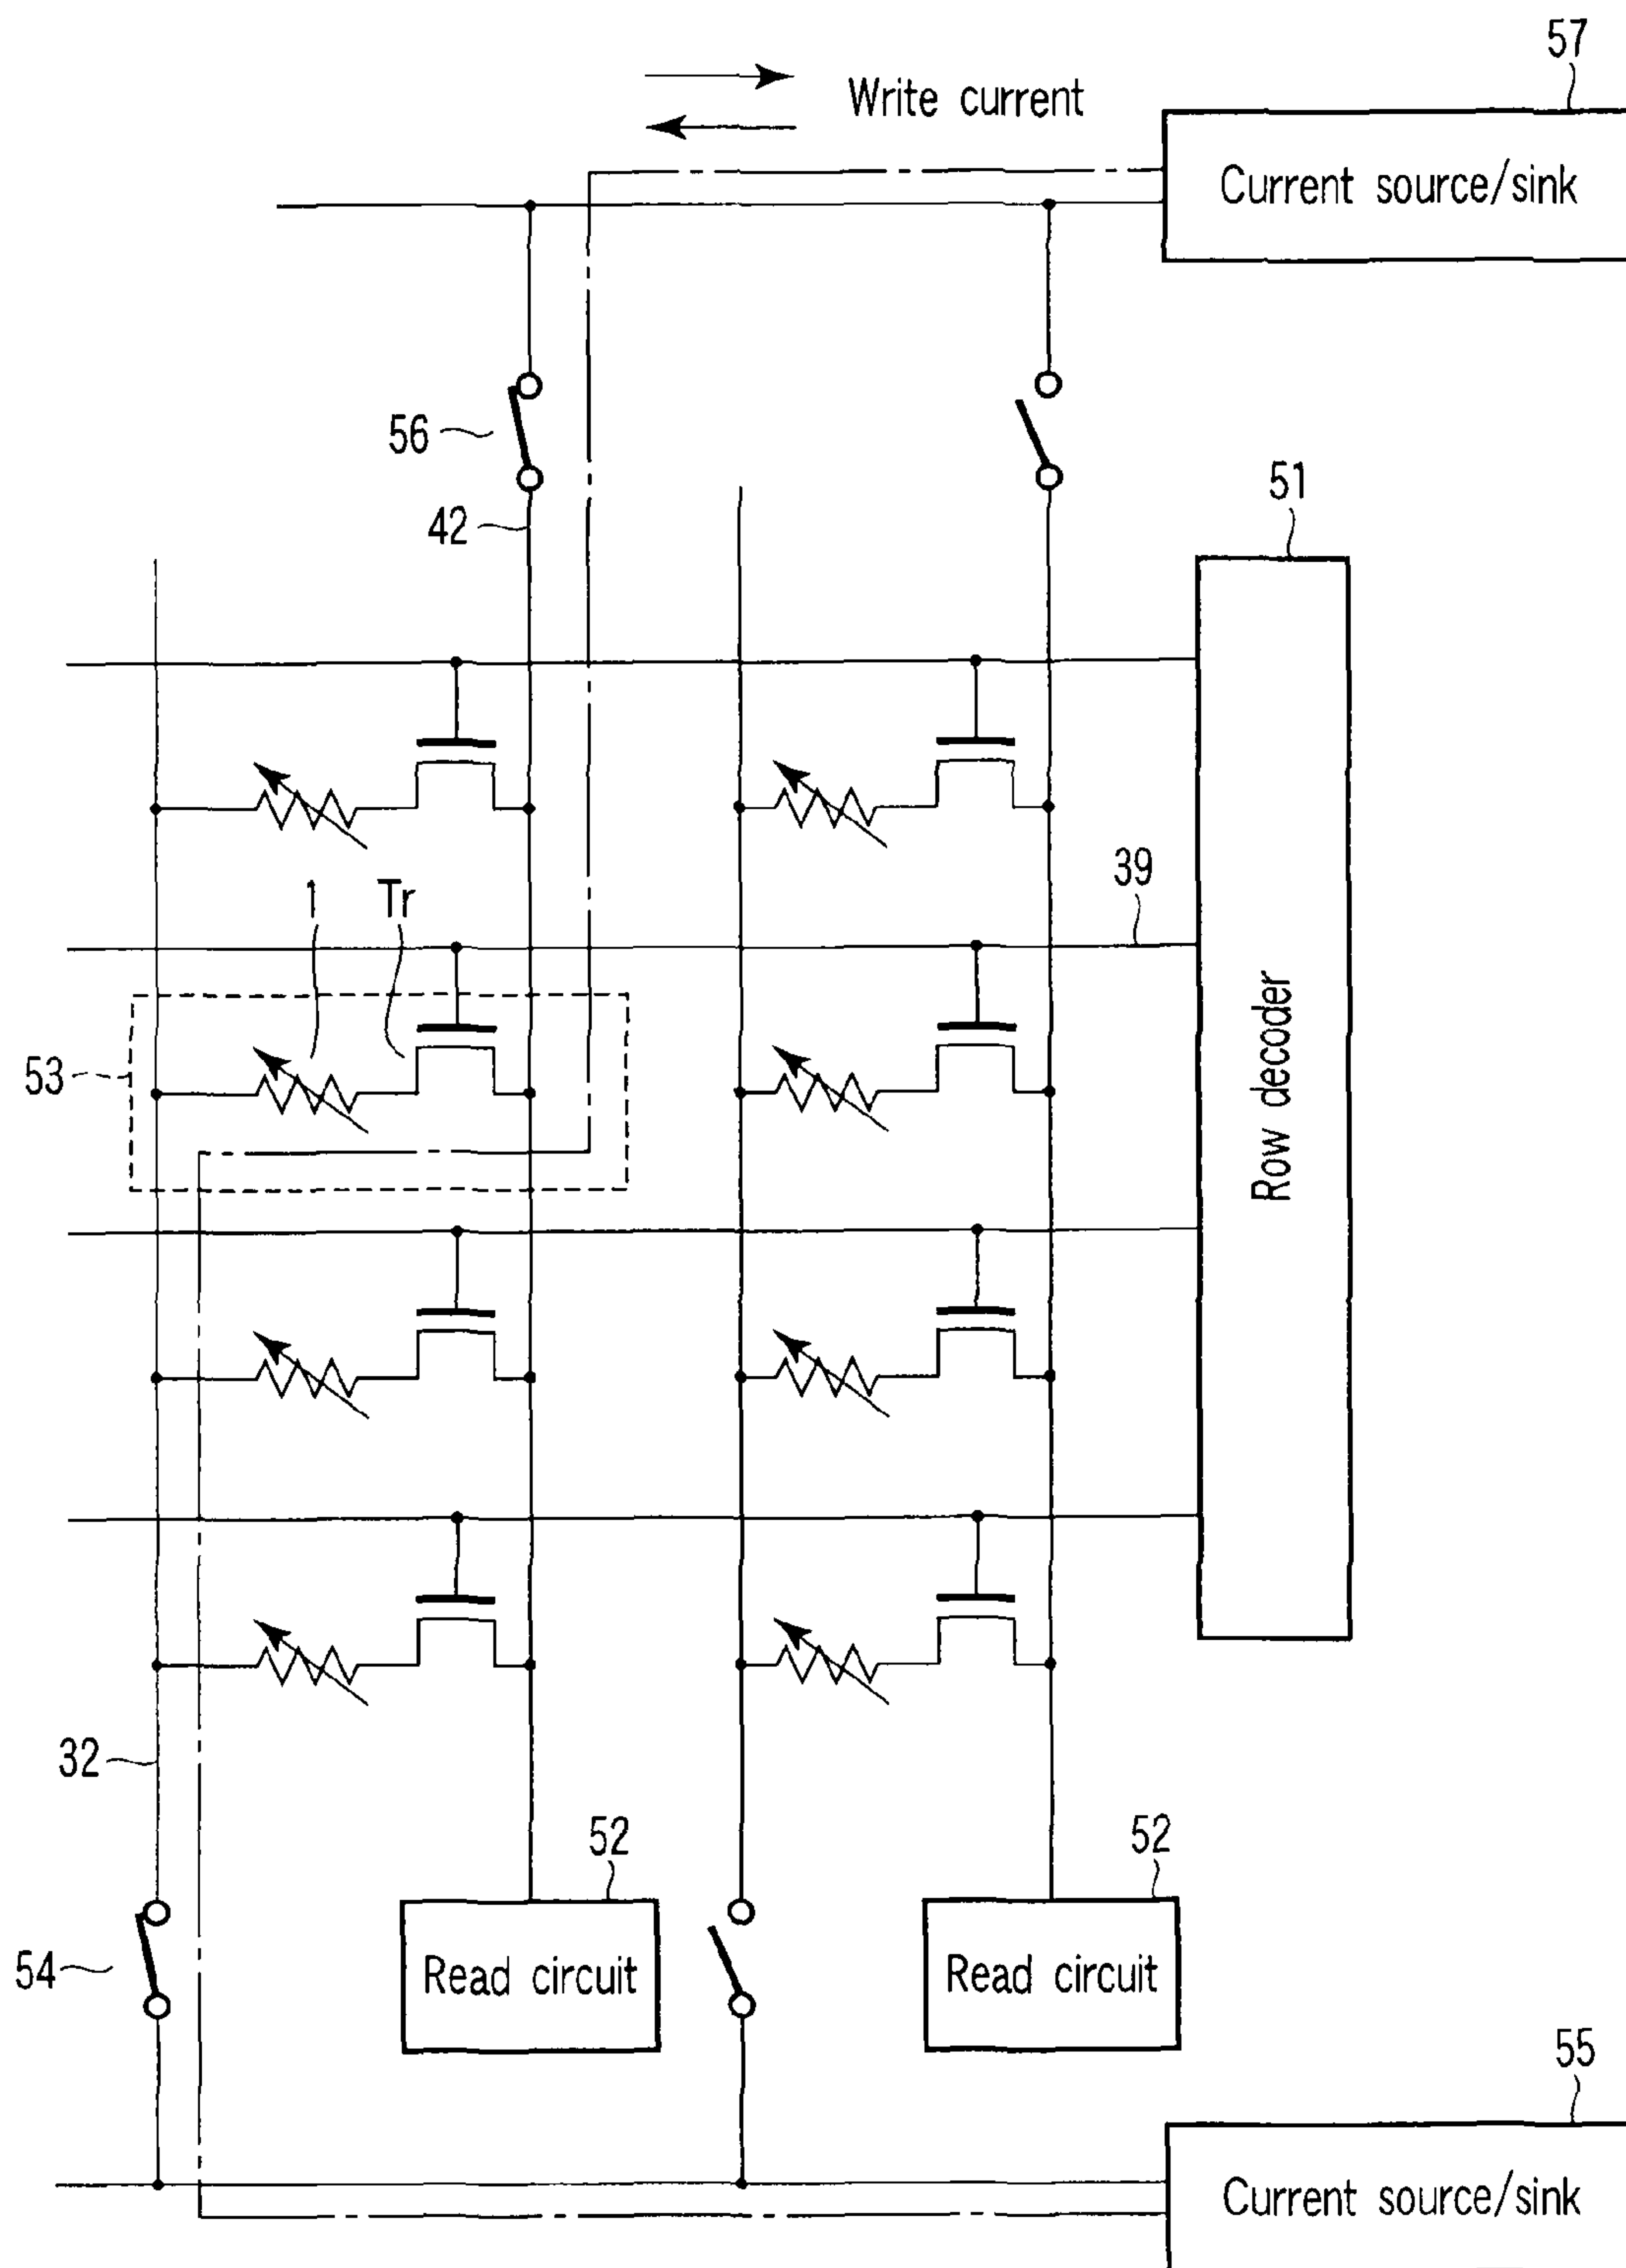 57
Write current
Current source/sink
56
51
42
39
1
Tr
Row decoder
53
32
52
52
54
Read circuit
Read circuit
55
Current source/sink